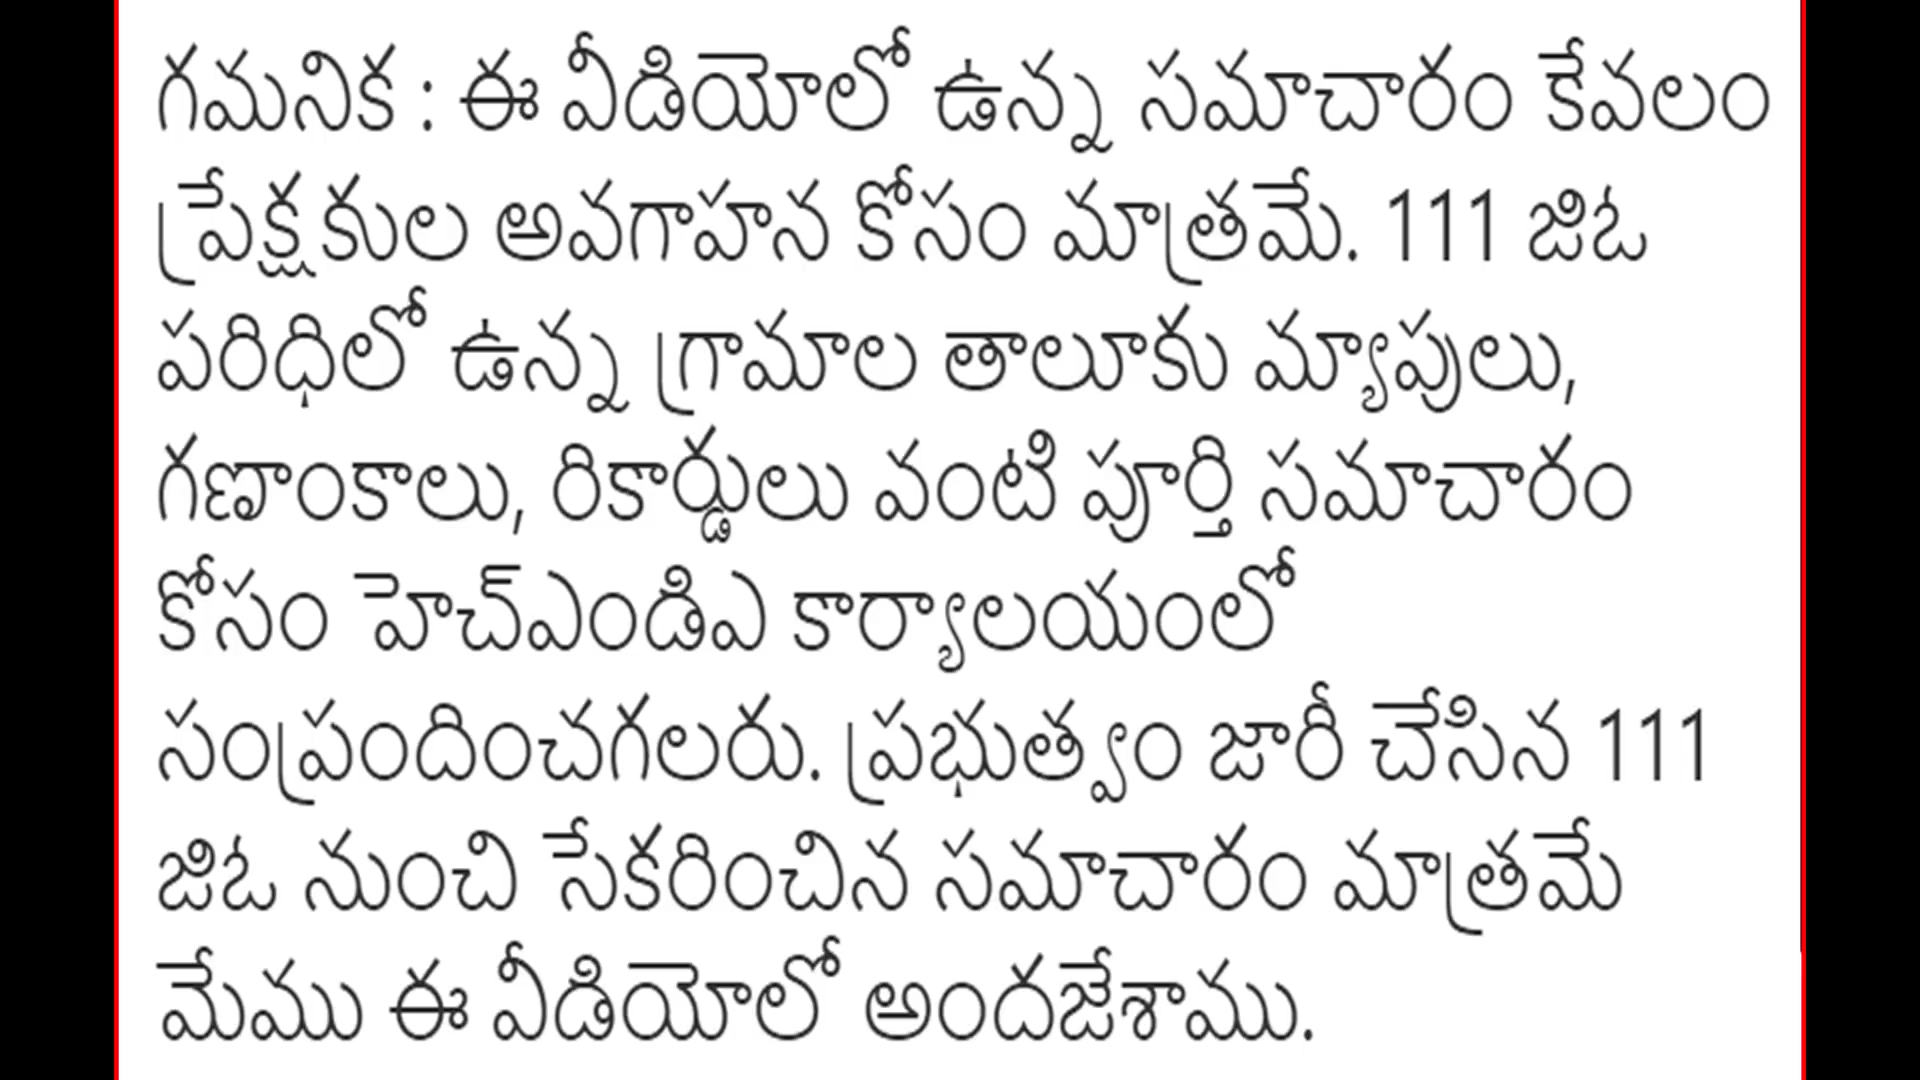 గమనిక : ఈ వీడియోలో ఉన్న సమాచారం కేవలం
ప్రేక్షకుల అవగాహన కోసం మాత్రమే. 111 జిఓ
పరిధిలో ఉన్న గ్రామాల తాలూకు మ్యాపులు,
గణాంకాలు, రికార్డులు వంటి పూర్తి సమాచారం
కోసం హెచ్ఎండిఎ కార్యాలయంలో
సంప్రందించగలరు. ప్రభుత్వం జారీ చేసిన 111
జిఓ నుంచి సేకరించిన సమాచారం మాత్రమే
మేము ఈ వీడియోలో అందజేశాము.